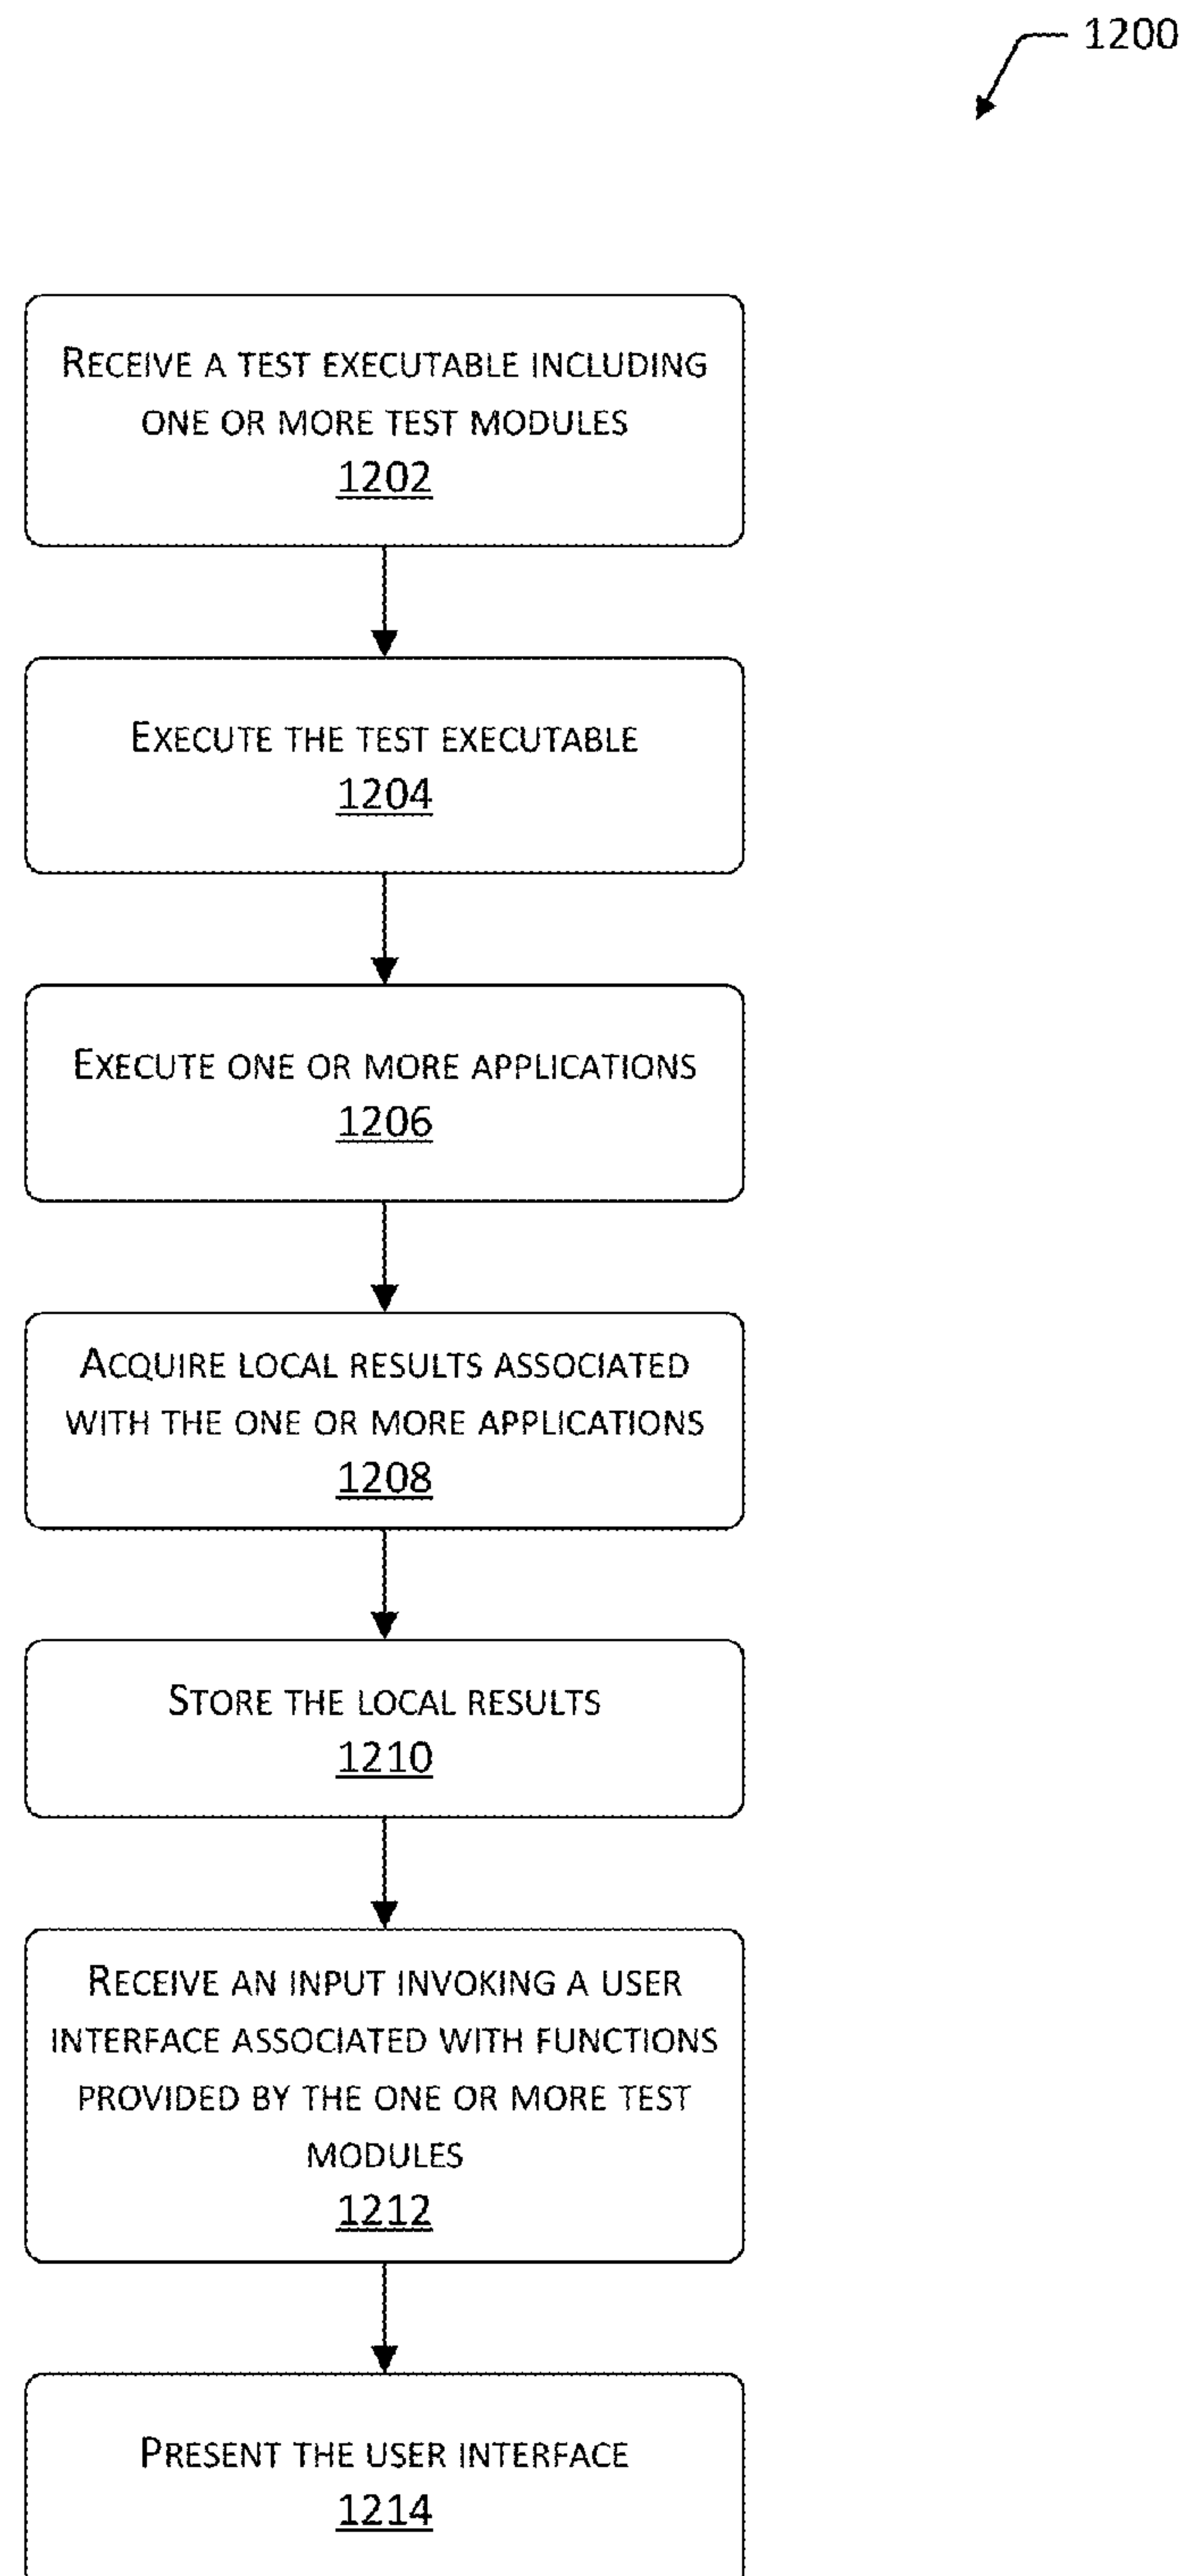 1200
RECEIVE A TEST EXECUTABLE INCLUDING
ONE OR MORE TEST MODULES
1202
EXECUTE THE TEST EXECUTABLE
1204
EXECUTE ONE OR MORE APPLICATIONS
1206
ACQUIRE LOCAL RESULTS ASSOCIATED
WITH THE ONE OR MORE APPLICATIONS
1208
STORE THE LOCAL RESULTS
1210
RECEIVE AN INPUT INVOKING A USER
INTERFACE ASSOCIATED WITH FUNCTIONS
PROVIDED BY THE ONE OR MORE TEST
MODULES
1212
PRESENT THE USER INTERFACE
1214